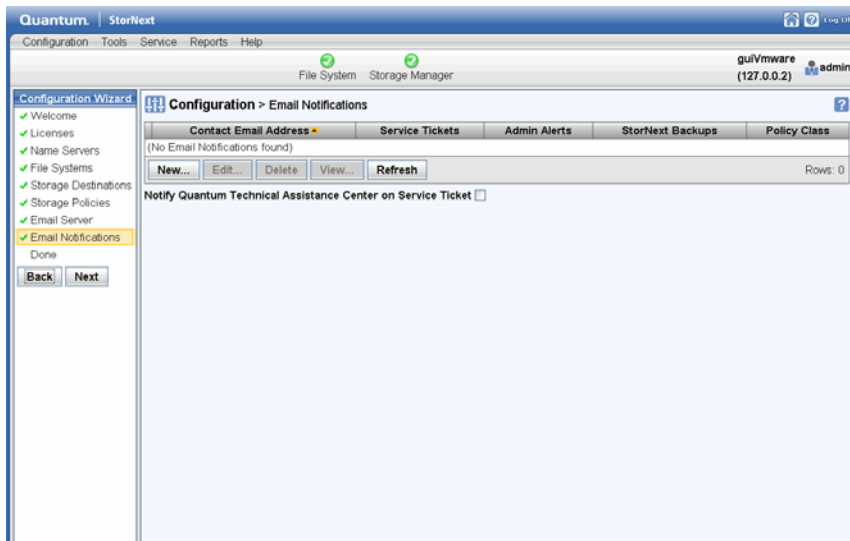 Quantum. StorNext
Log Of
Configuration Tools Service Reports Help
File System Storage Manager
guiVmware
(127.0.0.2)
admin
Configuration Wizard
Welcome
Licenses
Name Servers
File Systems
Storage Destinations
Storage Policies
Email Server
Email Notifications
Done
Back Next
Configuration > Email Notifications
?
Contact Email Address Service Tickets Admin Alerts StorNext Backups Policy Class
(No Email Notifications found)
New... Edit... Delete View... Refresh Rows: 0
Notify Quantum Technical Assistance Center on Service Ticket